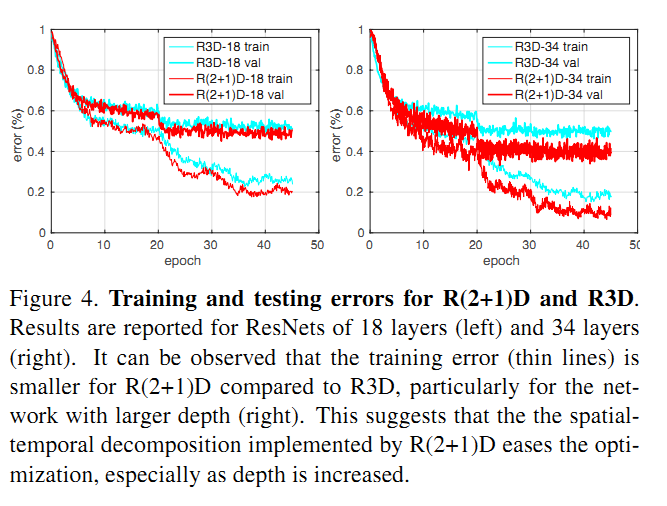 1
0.8
0.6
0.4
0.2
0
error (%)
0 10 20 30 40 50
epoch
R3D-18 train
R3D-18 val
R(2+1)D-18 train
R(2+1)D-18 val
1
0.8
0.6
0.4
0.2
0
error (%)
0 10 20 30 40 50
epoch
R3D-34 train
R3D-34 val
R(2+1)D-34 train
R(2+1)D-34 val
Figure 4. Training and testing errors for R(2+1)D and R3D.
Results are reported for ResNets of 18 layers (left) and 34 layers
(right). It can be observed that the training error (thin lines) is
smaller for R(2+1)D compared to R3D, particularly for the net-
work with larger depth (right). This suggests that the the spatial-
temporal decomposition implemented by R(2+1)D eases the opti-
mization, especially as depth is increased.